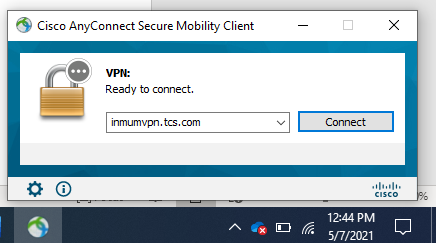 Cisco AnyConnect Secure Mobility Client
VPN:
Ready to connect.
inmumvpn.tcs.com
Connect
CISCO
12:44 PM
5/7/2021